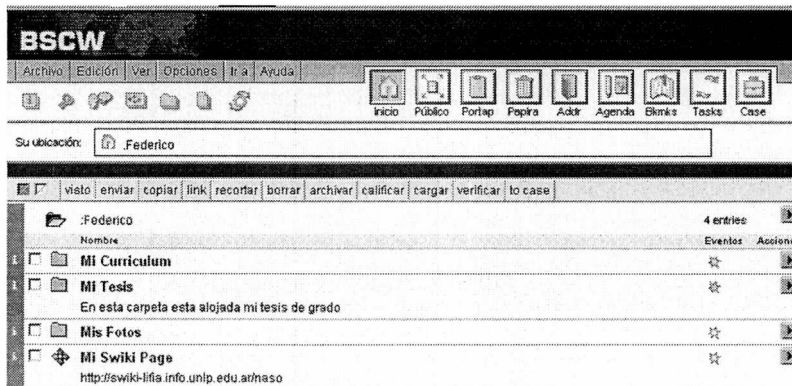 BSCW
Archivo Edición Ver Opciones Ir a Ayuda
Inicio Público Portap Papira Addr Agenda Bkmks Tasks Case
Su ubicación: :Federico
visto enviar copiar link recortar borrar archivar calificar cargar verificar to case
:Federico 4 entries
Nombre Eventos Accione
Mi Curriculum
Mi Tesis
En esta carpeta esta alojada mi tesis de grado
Mis Fotos
Mi Swiki Page
http://swiki-lifia.info.unlp.edu.ar/naso